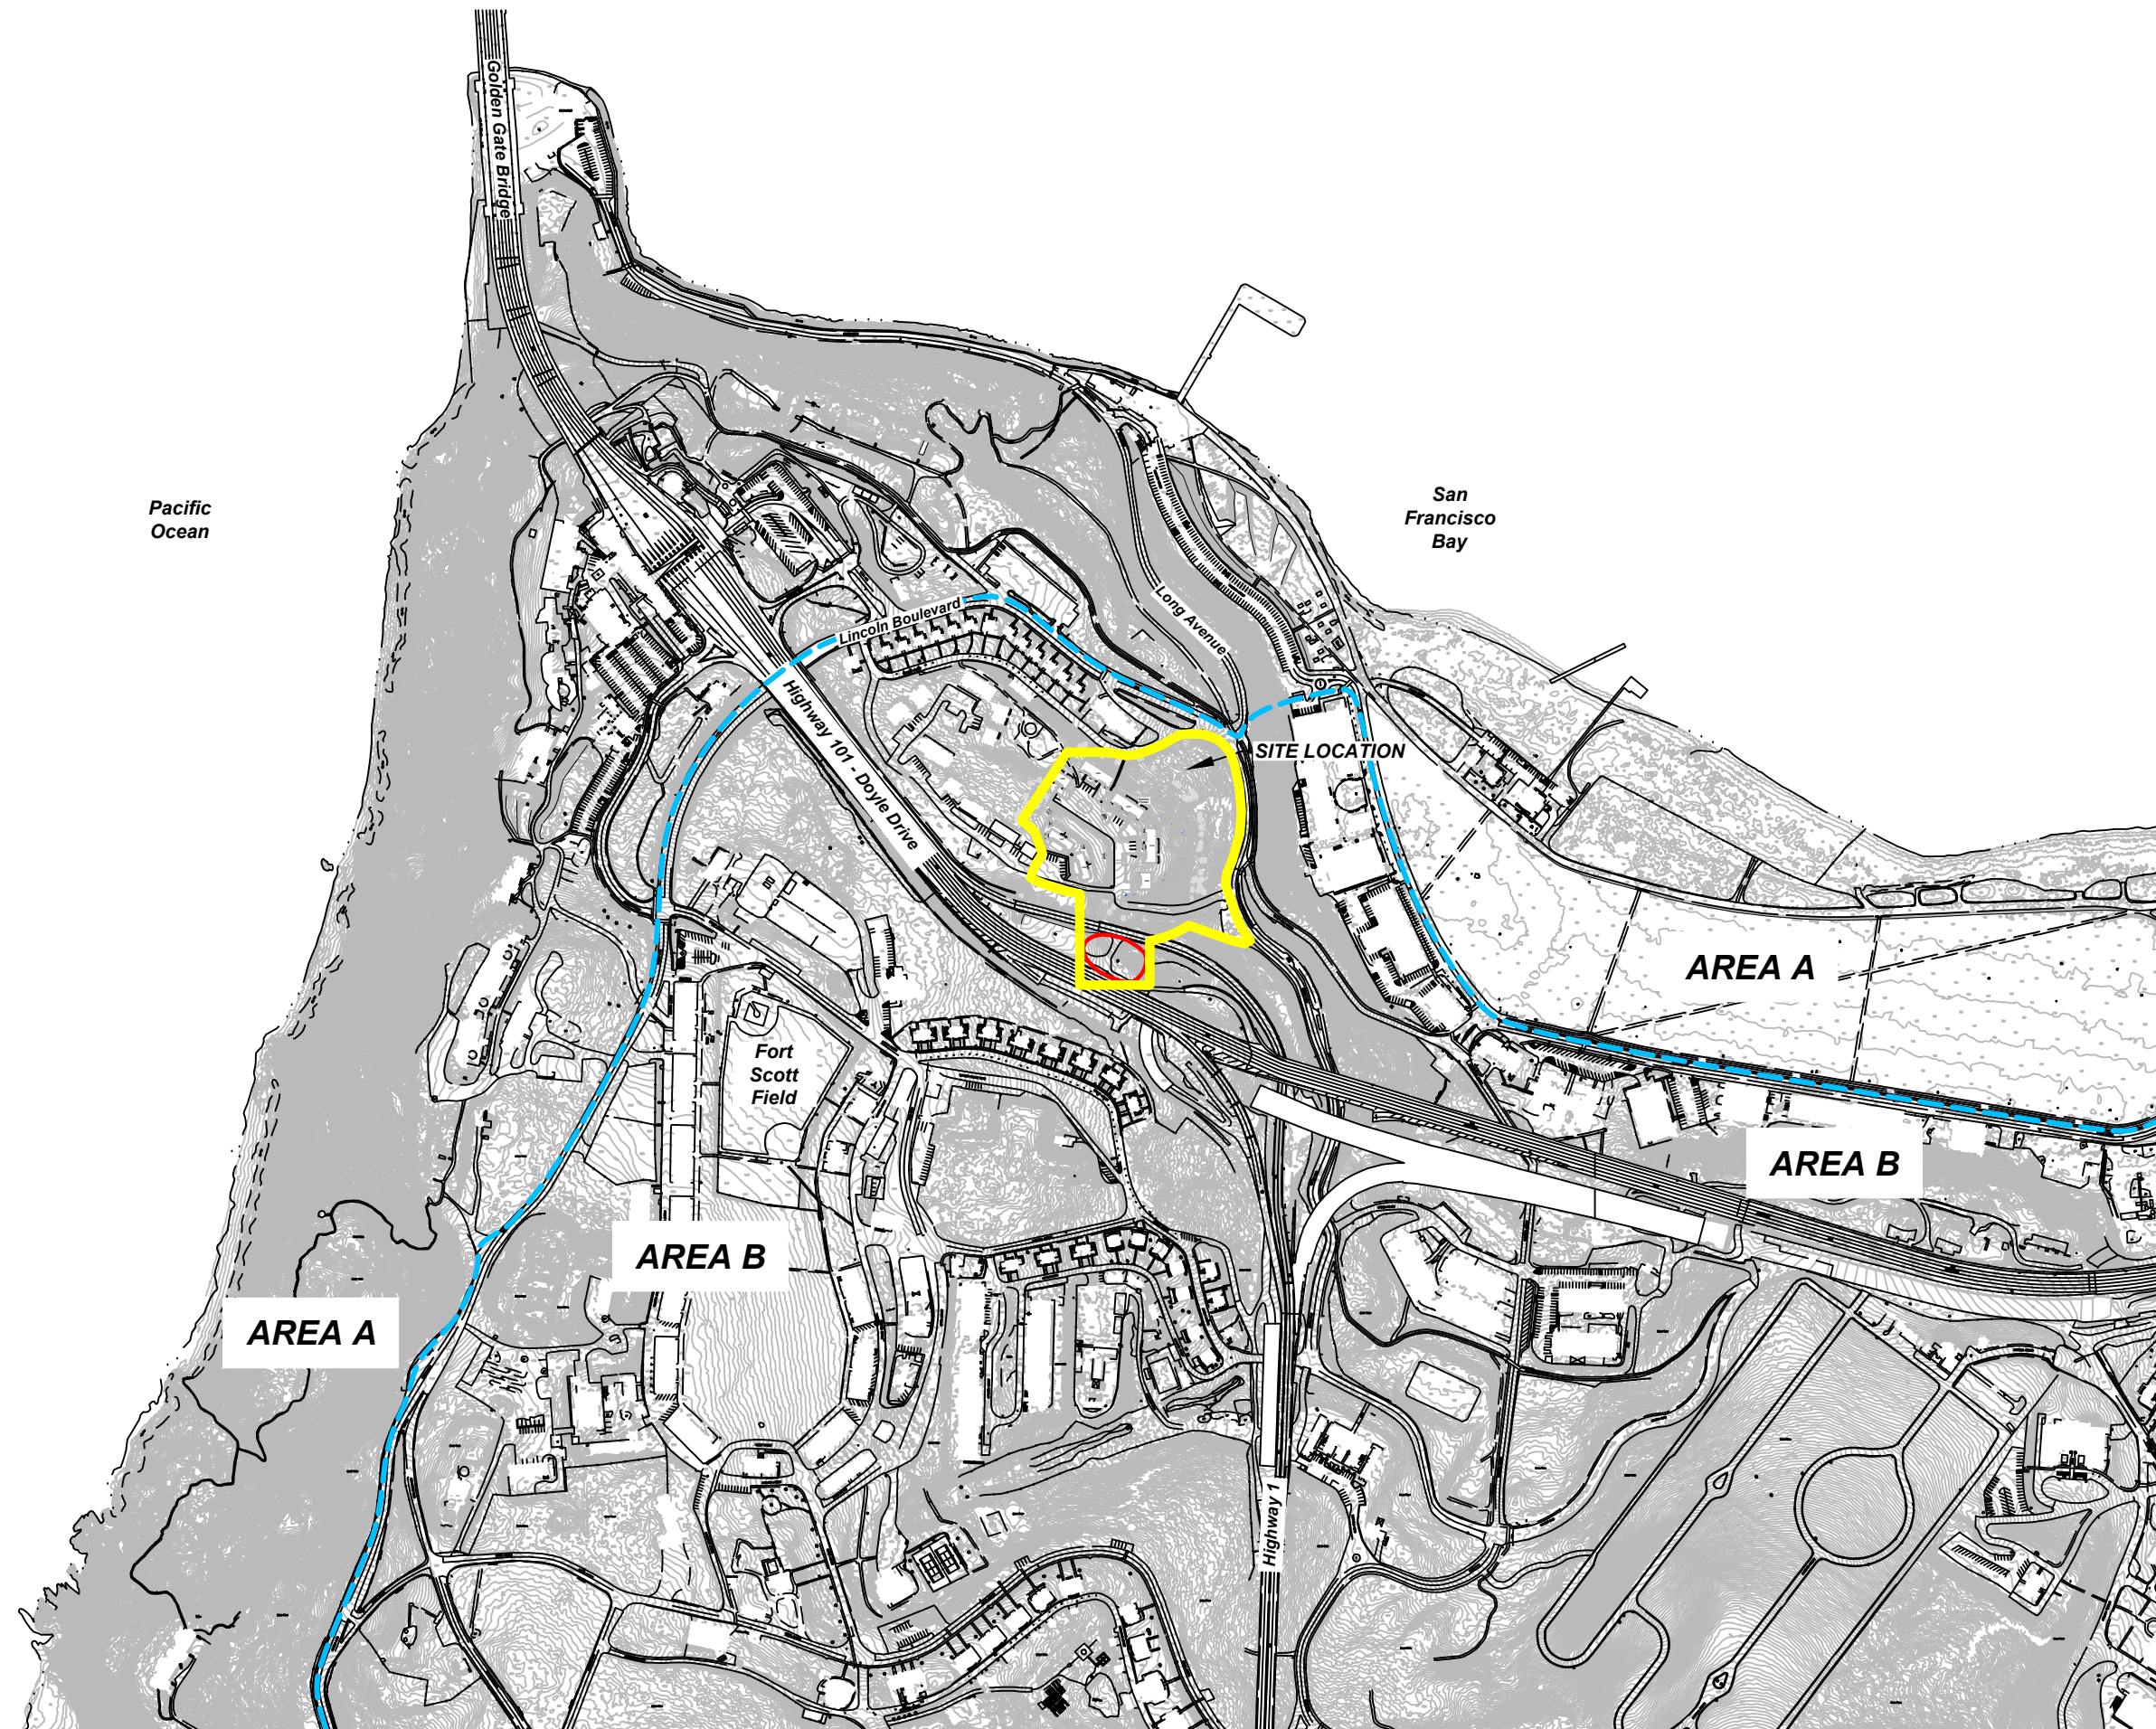 Golden Gate Bridge
Pacific
Ocean
San
Francisco
Bay
Long Avenue
Lincoln Boulevard
Highway 101 - Doyle Drive
SITE LOCATION
AREA A
Fort
Scott
Field
AREA B
AREA B
AREA A
Highway 1